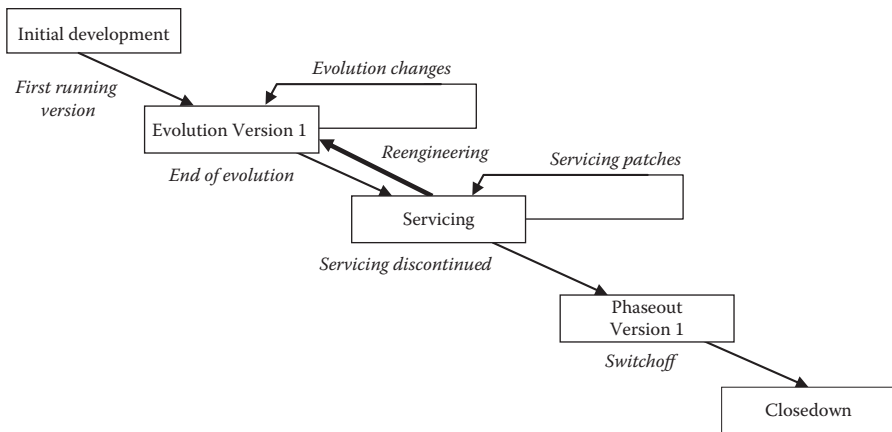 Initial development
Evolution changes
First running
version
Evolution Version 1
Reengineering
Servicing patches
End of evolution
Servicing
Servicing discontinued
Phaseout
Version 1
Switchoff
Closedown